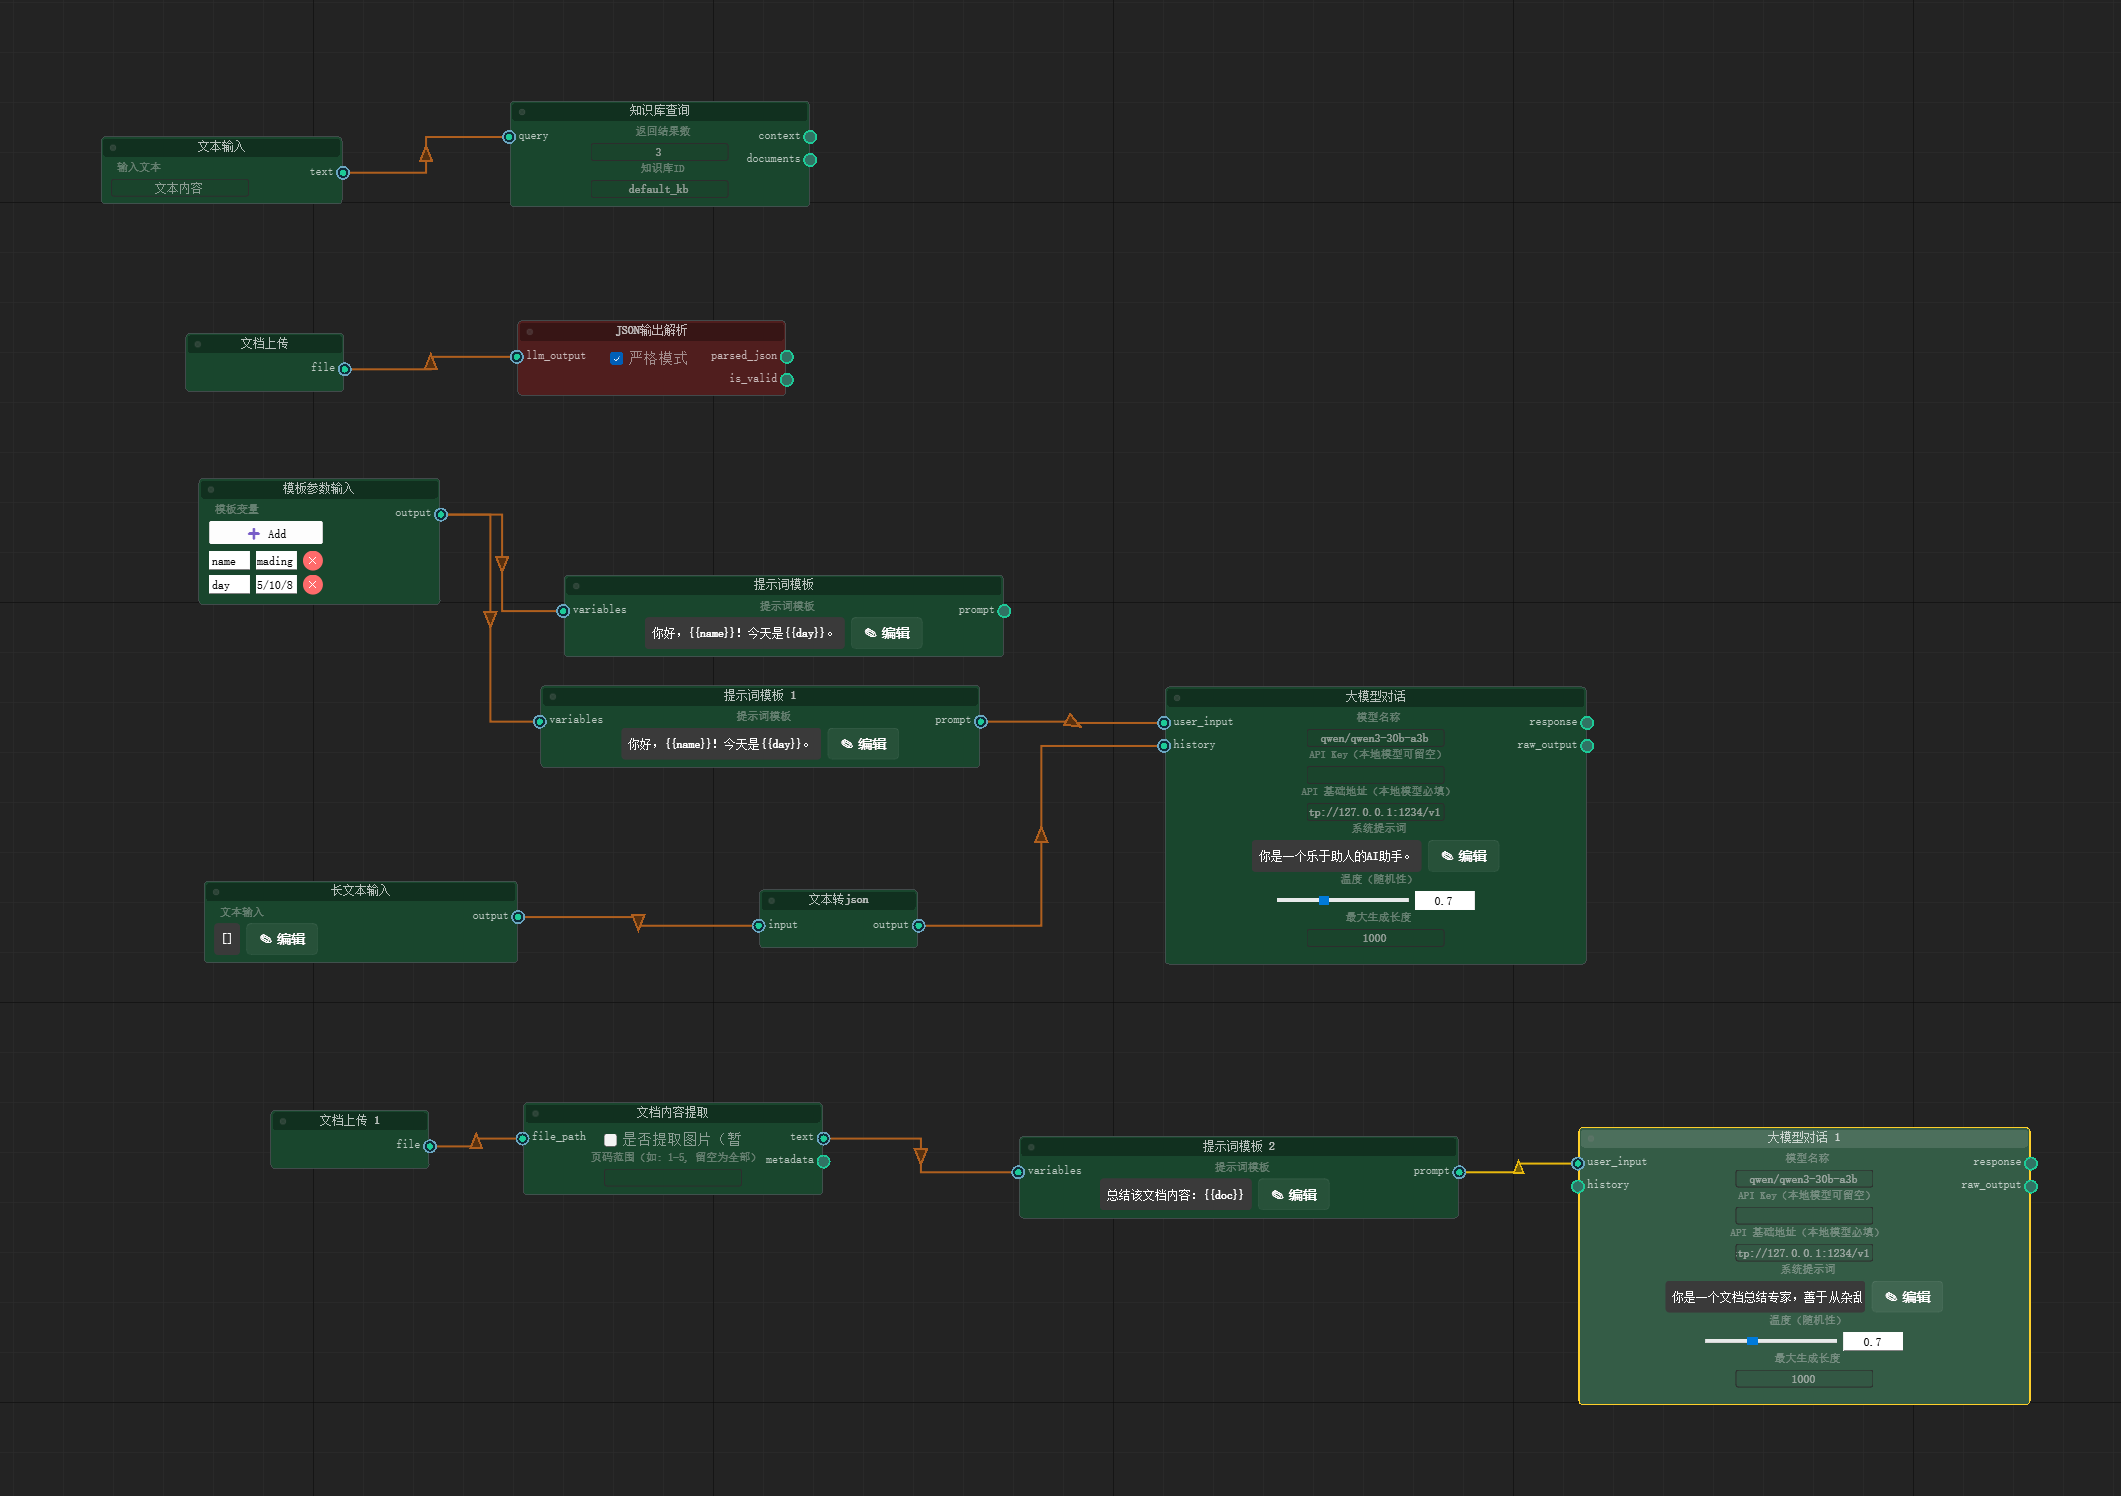 文本输入
输入文本
text
文本内容
知识库查询
query
返回结果数
context
3
documents
知识库ID
default_kb
文档上传
file
JSON输出解析
llm_output
严格模式
parsed_json
is_valid
模板参数输入
模板变量
output
Add
name
mading
day
5/10/8
提示词模板
variables
提示词模板
prompt
你好，{{name}}！今天是{{day}}。
编辑
提示词模板 1
variables
提示词模板
prompt
你好，{{name}}！今天是{{day}}。
编辑
大模型对话
user_input
模型名称
response
history
qwen/qwen3-30b-a3b
raw_output
API Key（本地模型可留空）
API 基础地址（本地模型必填）
tp://127.0.0.1:1234/v1
系统提示词
你是一个乐于助人的AI助手。
编辑
温度（随机性）
0.7
最大生成长度
1000
长文本输入
文本输入
output
[]
编辑
文本转json
input
output
文档上传 1
file
文档内容提取
file_path
是否提取图片（暂
text
页码范围（如: 1-5, 留空为全部）
metadata
提示词模板 2
variables
提示词模板
prompt
总结该文档内容：{{doc}}
编辑
大模型对话 1
user_input
模型名称
response
history
qwen/qwen3-30b-a3b
raw_output
API Key（本地模型可留空）
API 基础地址（本地模型必填）
tp://127.0.0.1:1234/v1
系统提示词
你是一个文档总结专家，善于从杂乱
编辑
温度（随机性）
0.7
最大生成长度
1000